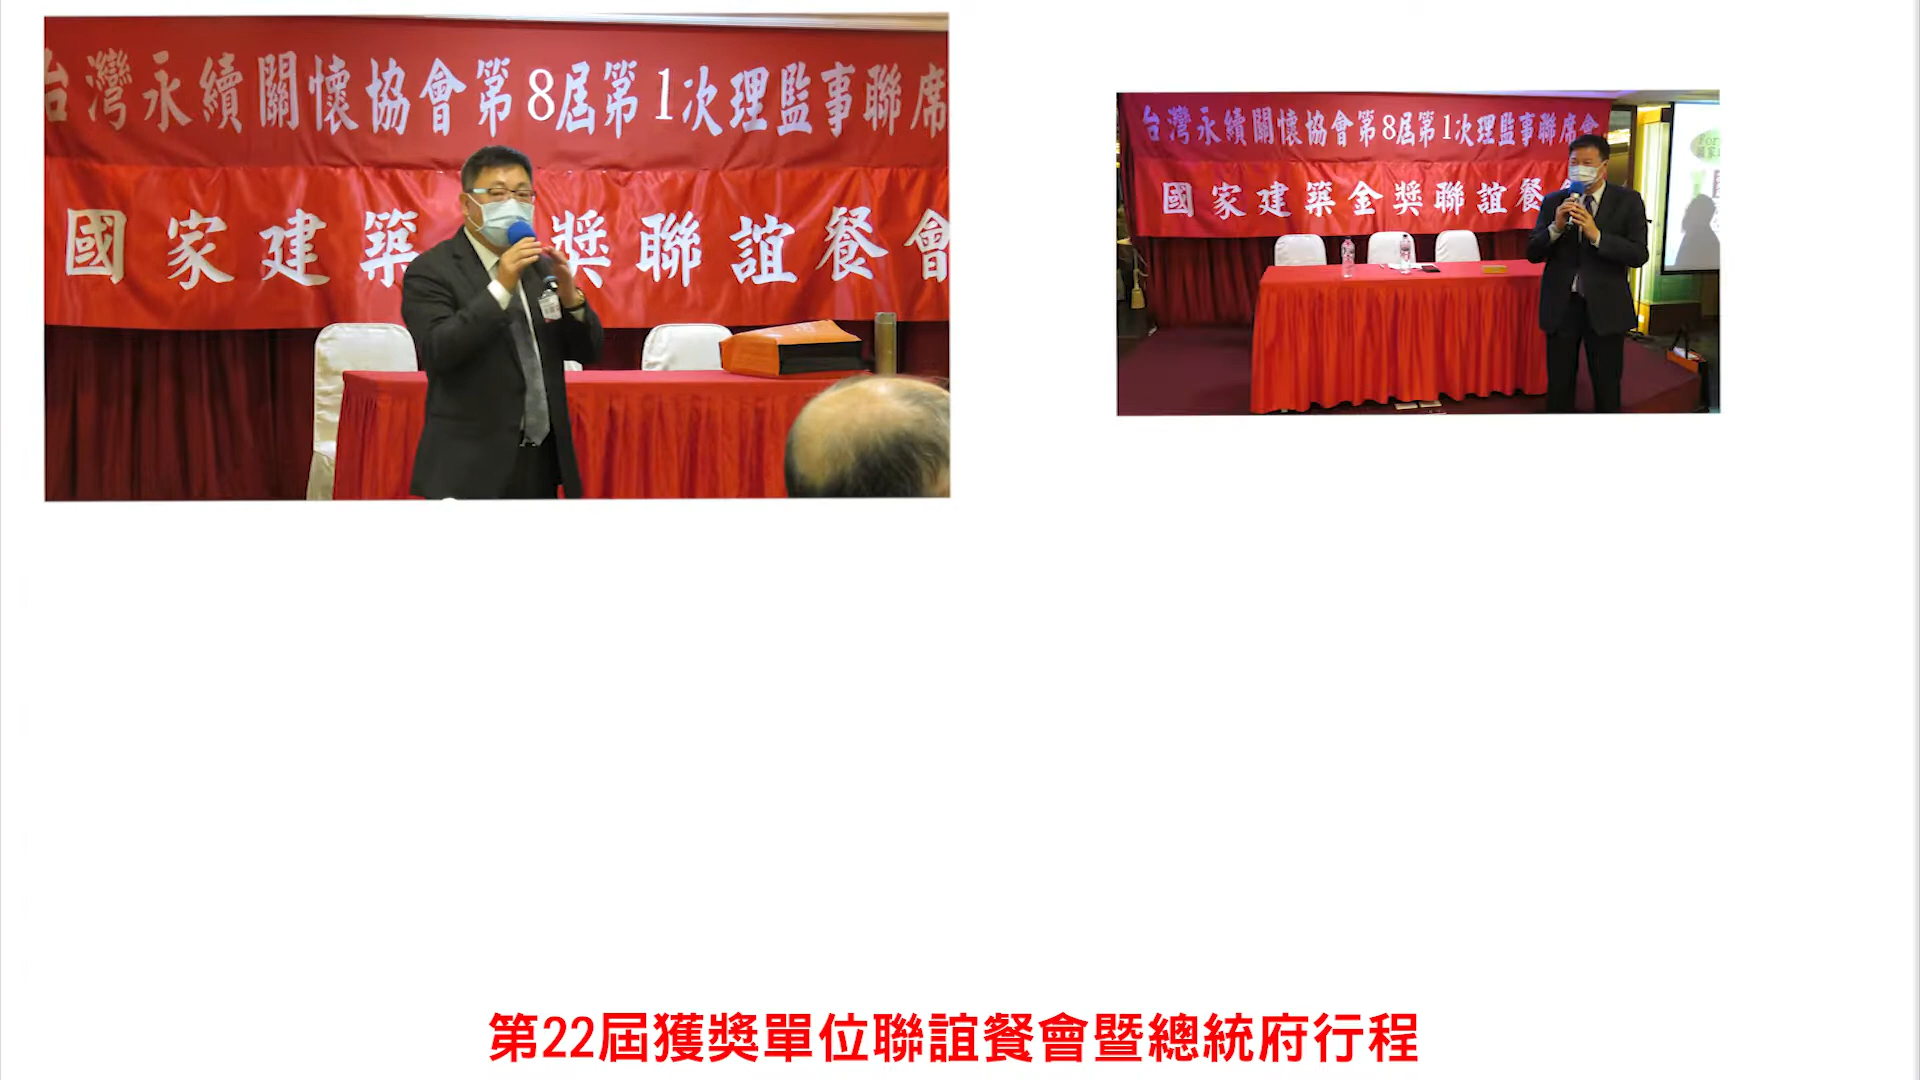 台灣永續關懷協會第8屆第1次理監事聯席
國家建築獎聯誼餐會
台灣永續關懷協會第8屆第1次理監事聯席會
國家建築金獎聯誼餐
第22屆獲獎單位聯誼餐會暨總統府行程